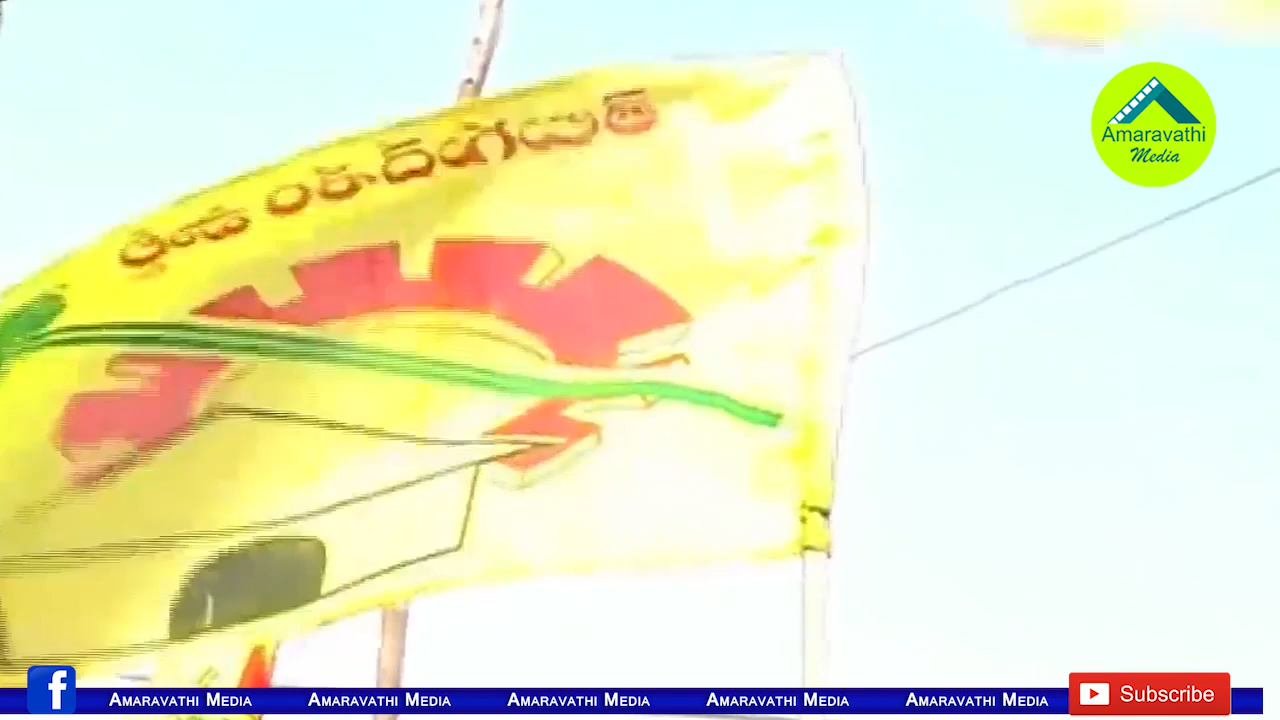 తెలుగుదేశం పార్టీ
Amaravathi
Media
f Amaravathi Media Amaravathi Media Amaravathi Media Amaravathi Media Amaravathi Media Subscribe